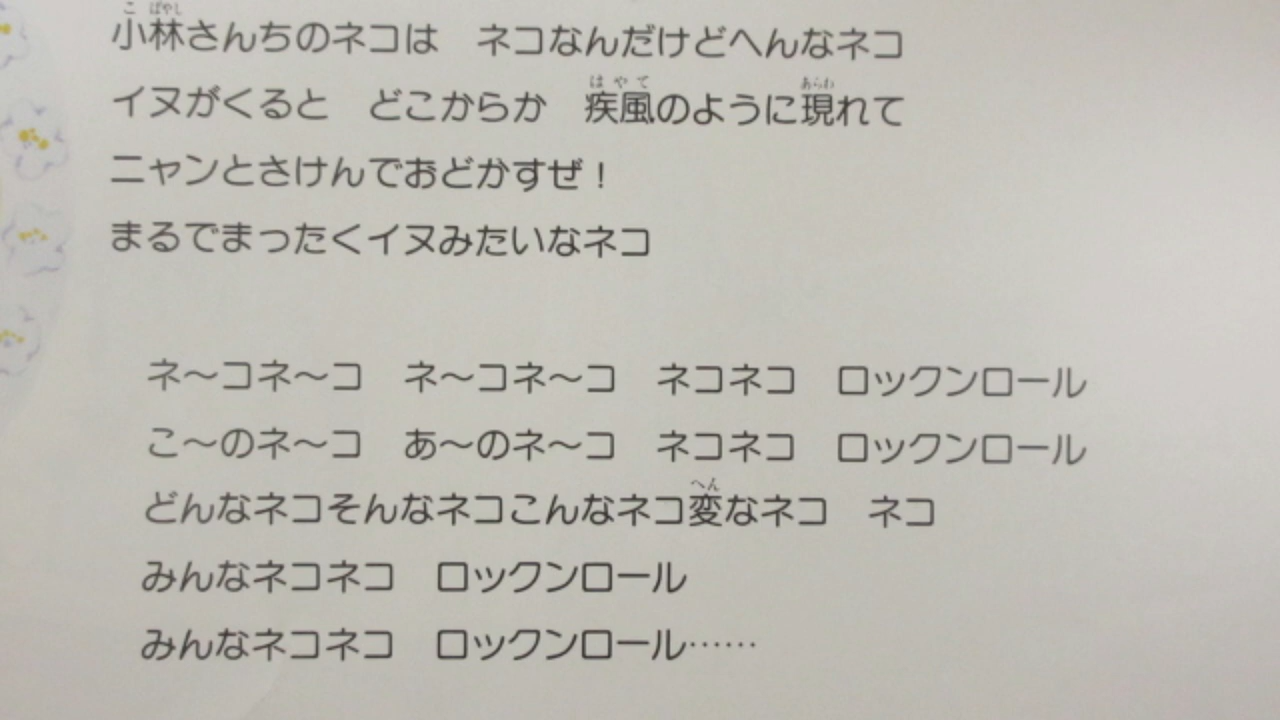 小林さんちのネコは　ネコなんだけどへんなネコ
イヌがくると　どこからか　疾風のように現れて
ニャンとさけんでおどかすぜ！
まるでまったくイヌみたいなネコ
ネ〜コネ〜コ　ネ〜コネ〜コ　ネコネコ　ロックンロール
こ〜のネ〜コ　あ〜のネ〜コ　ネコネコ　ロックンロール
どんなネコそんなネコこんなネコ変なネコ　ネコ
みんなネコネコ　ロックンロール
みんなネコネコ　ロックンロール……